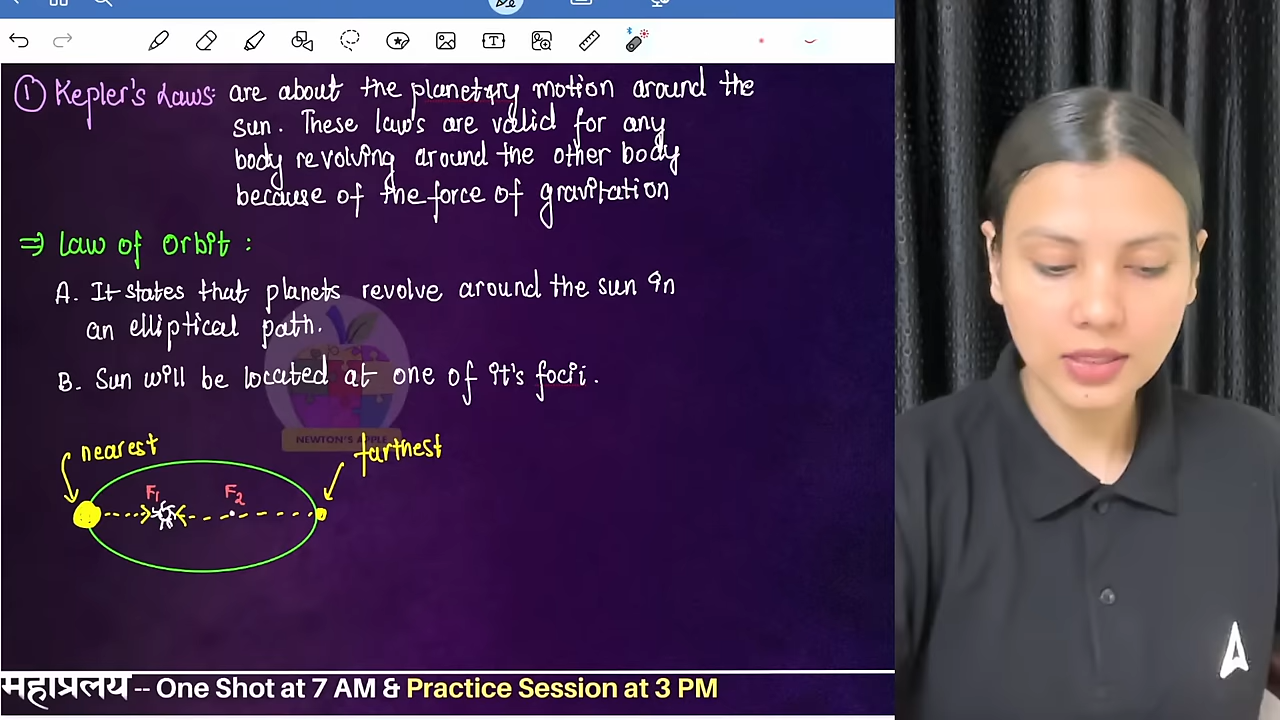 ① Kepler's Laws: are about the planetary motion around the
sun. These laws are valid for any
body revolving around the other body
because of the force of gravitation
⇒ Law of Orbit :
A. It states that planets revolve around the sun in
an elliptical path.
B. Sun will be located at one of it's focii.
NEWTON'S APPLE
nearest
farthest
F₁
F₂
महाप्रलय -- One Shot at 7 AM & Practice Session at 3 PM